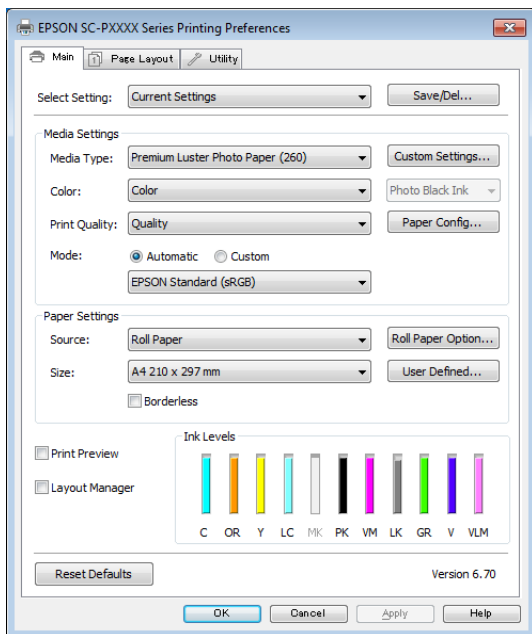 EPSON SC-PXXXX Series Printing Preferences
Main
Page Layout
Utility
Select Setting: Current Settings Save/Del...
Media Settings
Media Type: Premium Luster Photo Paper (260) Custom Settings...
Color: Color Photo Black Ink
Print Quality: Quality Paper Config...
Mode: Automatic Custom
EPSON Standard (sRGB)
Paper Settings
Source: Roll Paper Roll Paper Option...
Size: A4 210 x 297 mm User Defined...
Borderless
Print Preview
Layout Manager
Ink Levels
C OR Y LC MK PK VM LK GR V VLM
Reset Defaults Version 6.70
OK Cancel Apply Help